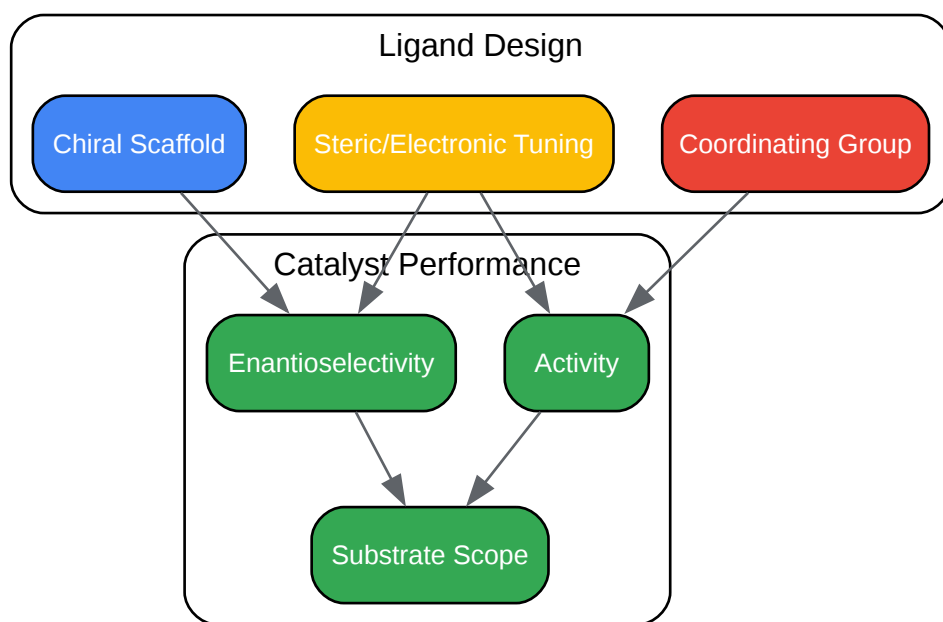 Ligand Design
Chiral Scaffold
Steric/Electronic Tuning
Coordinating Group
Catalyst Performance
Enantioselectivity
Activity
Substrate Scope